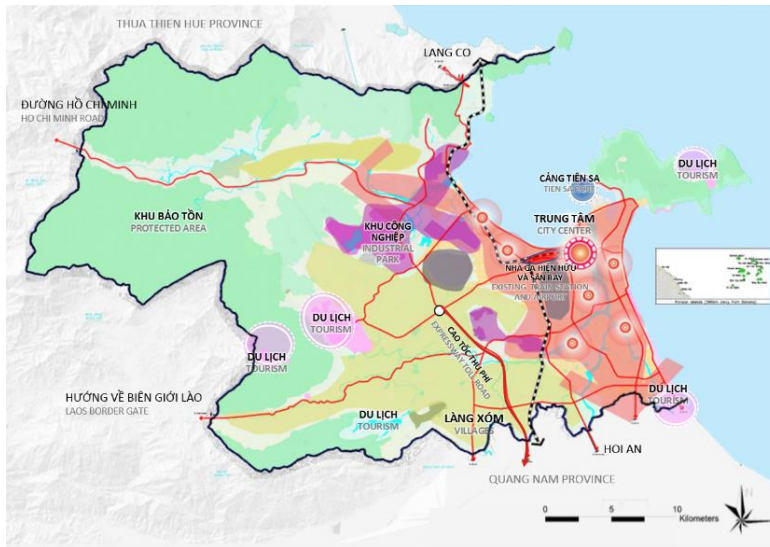 THUA THIEN HUE PROVINCE
LANG CO
ĐƯỜNG HỒ CHÍ MINH
HO CHI MINH ROAD
DU LỊCH
TOURISM
CẢNG TIÊN SA
KHU BẢO TỒN
PROTECTED AREA
KHU CÔNG
NGHIỆP
INDUSTRIAL
PARK
TRUNG TÂM
CITY CENTER
NHÀ GA HIỆN HỮU
VÀ SÂN BAY
EXISTING TRAIN STATION
AND AIRPORT
DU LỊCH
TOURISM
DU LỊCH
TOURISM
CAO TỐC THU PHÍ
EXPRESSWAY TOLL ROAD
HƯỚNG VỀ BIÊN GIỚI LÀO
LAOS BORDER GATE
DU LỊCH
TOURISM
LÀNG XÓM
VILLAGES
DU LỊCH
TOURISM
HOI AN
QUANG NAM PROVINCE
0 5 10
Kilometers